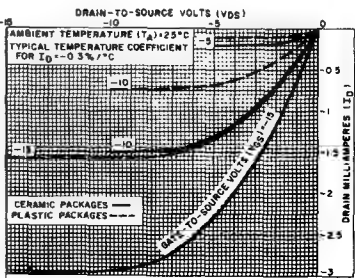 DRAIN-TO-SOURCE VOLTS (VDS)
-15 -10 -5 0
AMBIENT TEMPERATURE (TA)=25°C
TYPICAL TEMPERATURE COEFFICIENT
FOR ID=-0.3%/°C
-5
-10
-15
-10
GATE-TO-SOURCE VOLTS (VGS)=-15
CERAMIC PACKAGES
PLASTIC PACKAGES
-0.5
-1
-1.5
-2
-2.5
-3
DRAIN MILLIAMPERES (ID)